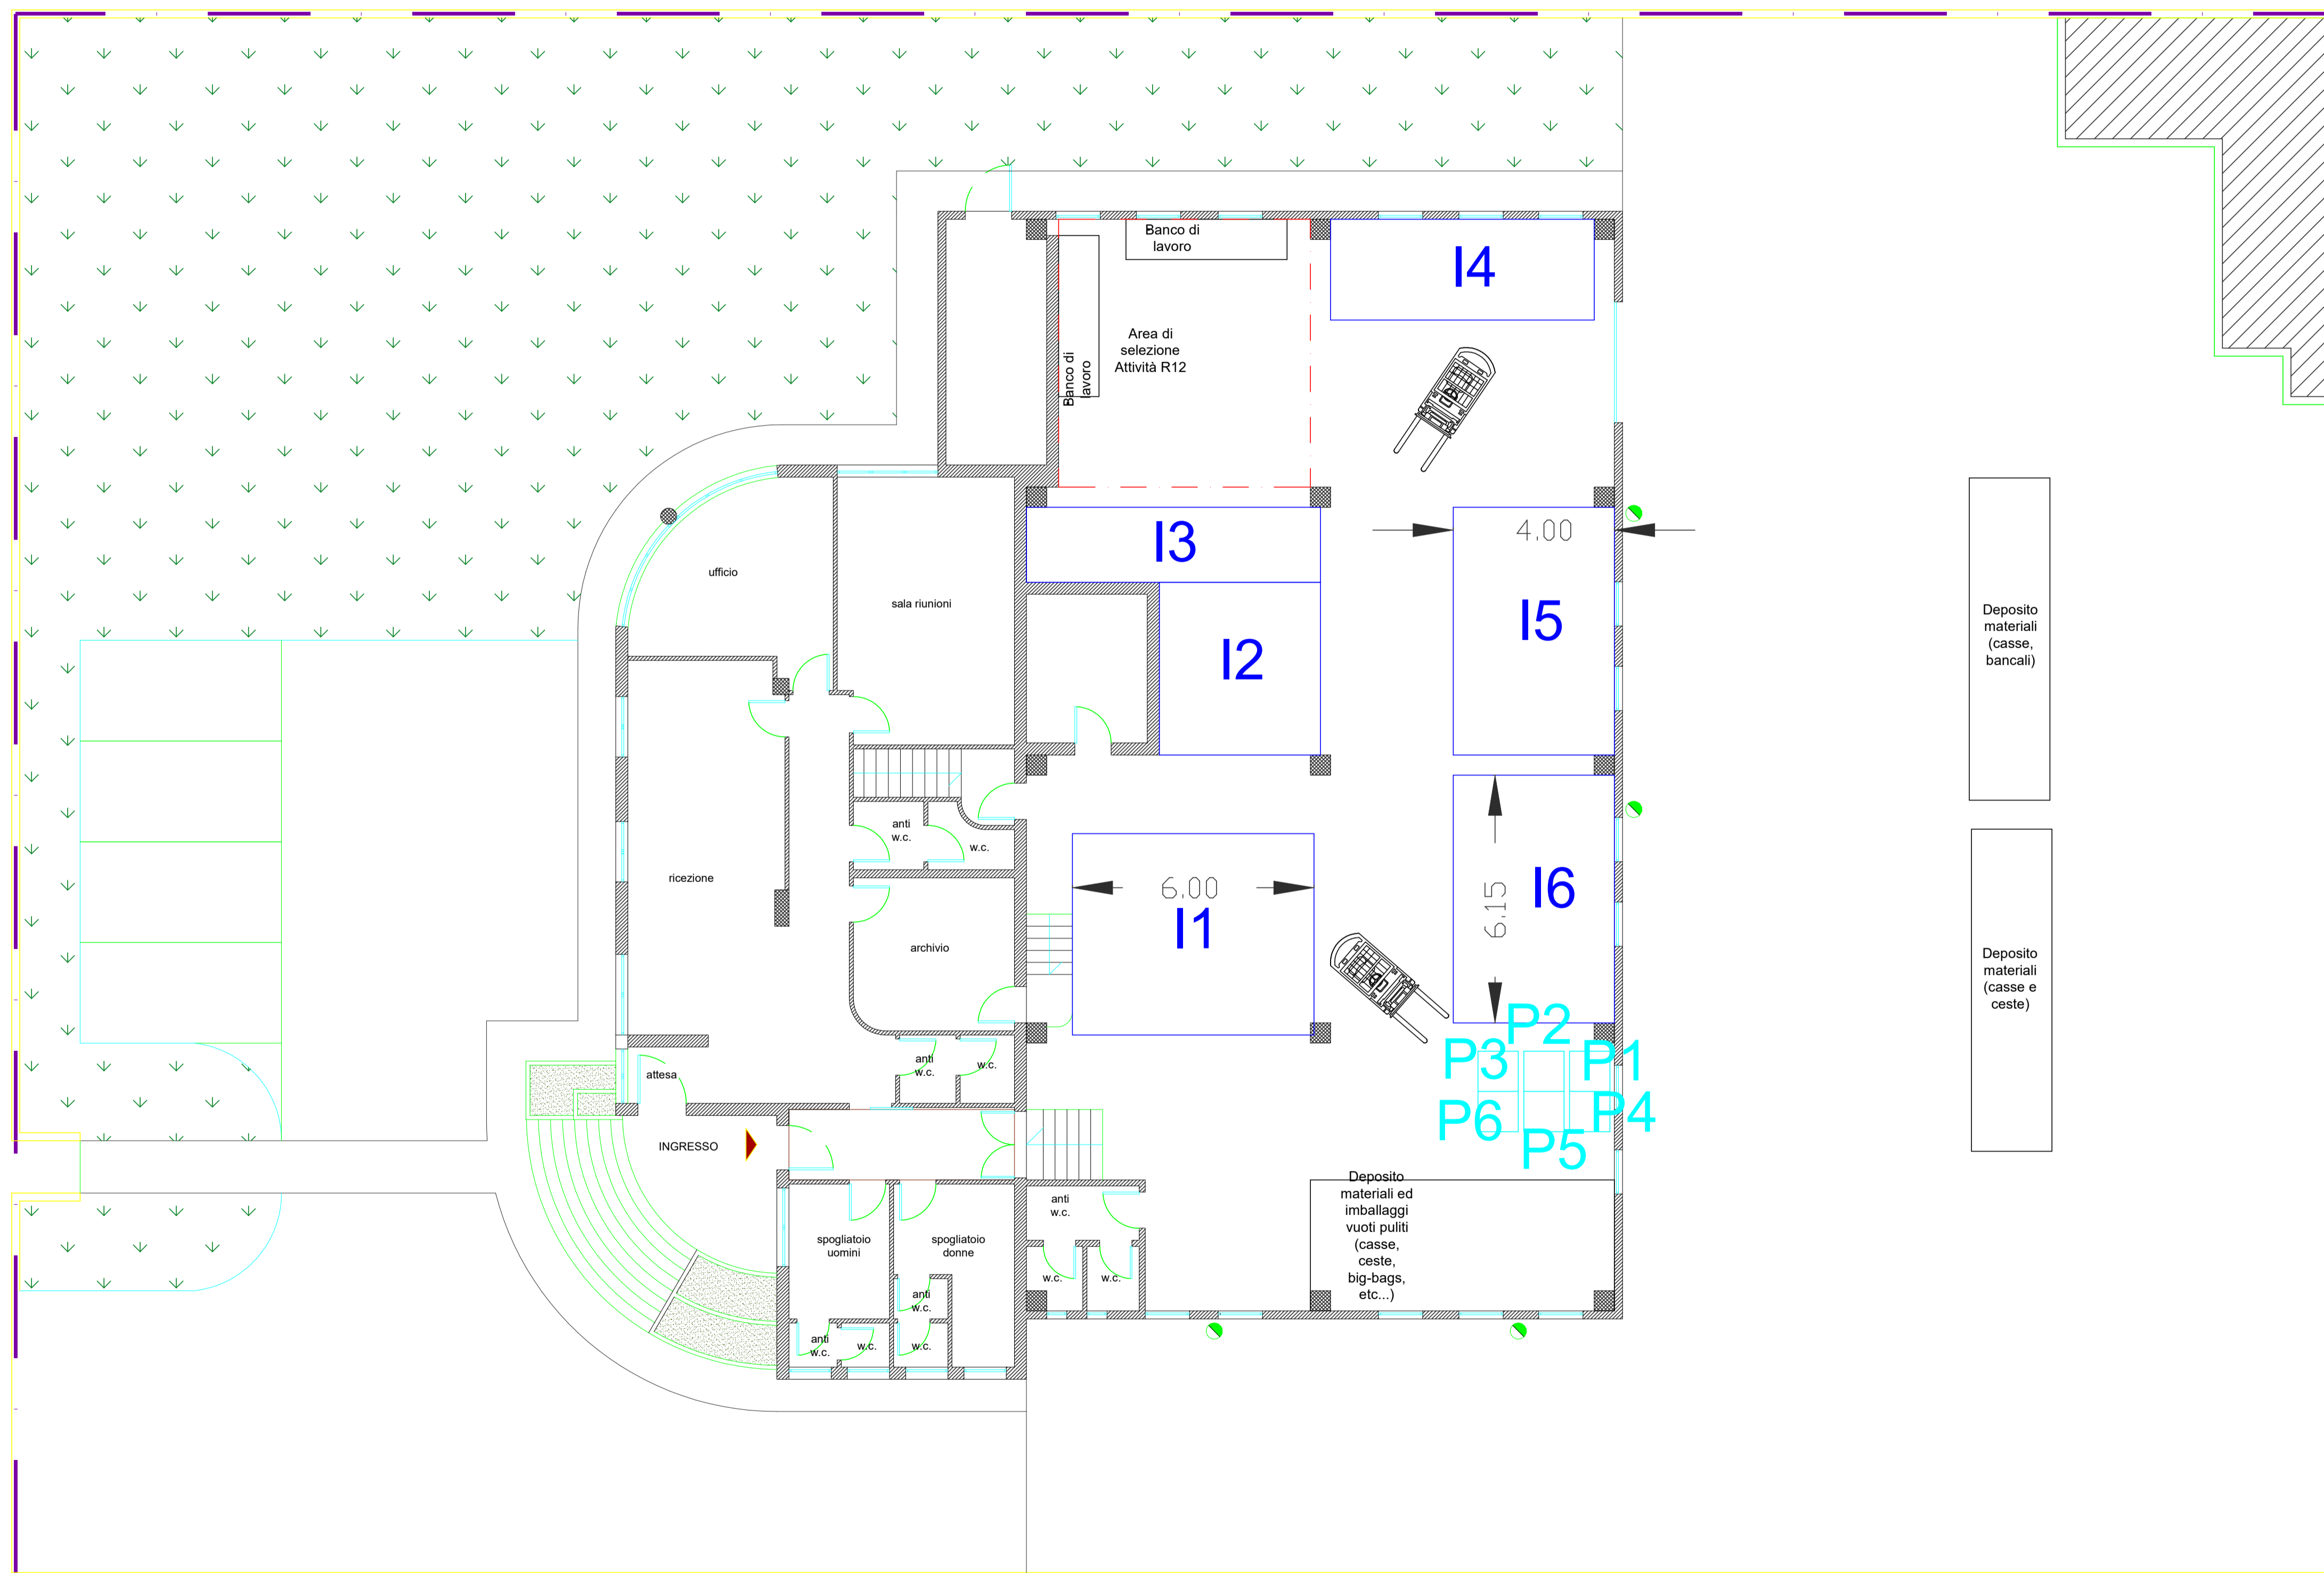 Banco di
lavoro
I4
Banco di
lavoro
Area di
selezione
Attività R12
I3
4.00
ufficio
sala riunioni
I2
I5
Deposito
materiali
(casse,
bancali)
anti
w.c.
w.c.
ricezione
6.00
I1
6.15
I6
archivio
Deposito
materiali
(casse e
ceste)
P2
P3
P1
anti
w.c.
w.c.
attesa
P6
P4
P5
INGRESSO
Deposito
materiali ed
imballaggi
vuoti puliti
(casse,
ceste,
big-bags,
etc...)
anti
w.c.
spogliatoio
uomini
spogliatoio
donne
w.c.
w.c.
anti
w.c.
anti
w.c.
w.c.
w.c.